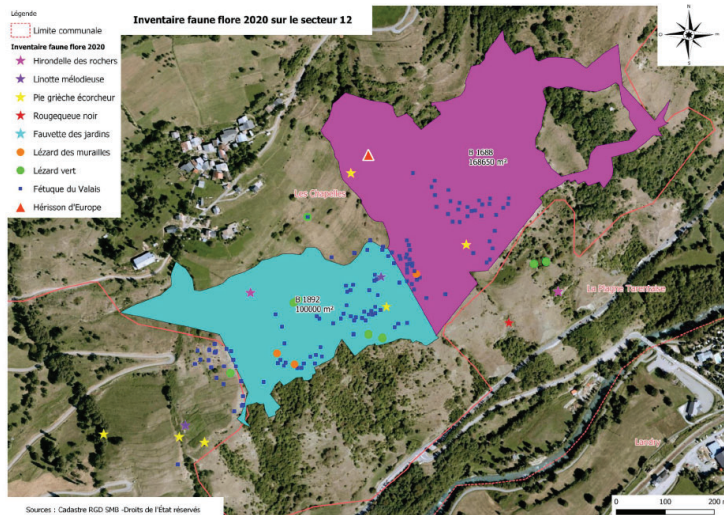 Légende
Limite communale
Inventaire faune flore 2020
Hirondelle des rochers
Linotte mélodieuse
Pie grièche écorcheur
Rougequeue noir
Fauvette des jardins
Lézard des murailles
Lézard vert
Fétuque du Valais
Hérisson d'Europe
Inventaire faune flore 2020 sur le secteur 12
N
O
E
S
B 1688
168650 m²
Les Chapelles
B 1892
100000 m²
La Plagne Tarentaise
Landry
0 100 200 m
Sources : Cadastre RGD SMB -Droits de l'État réservés